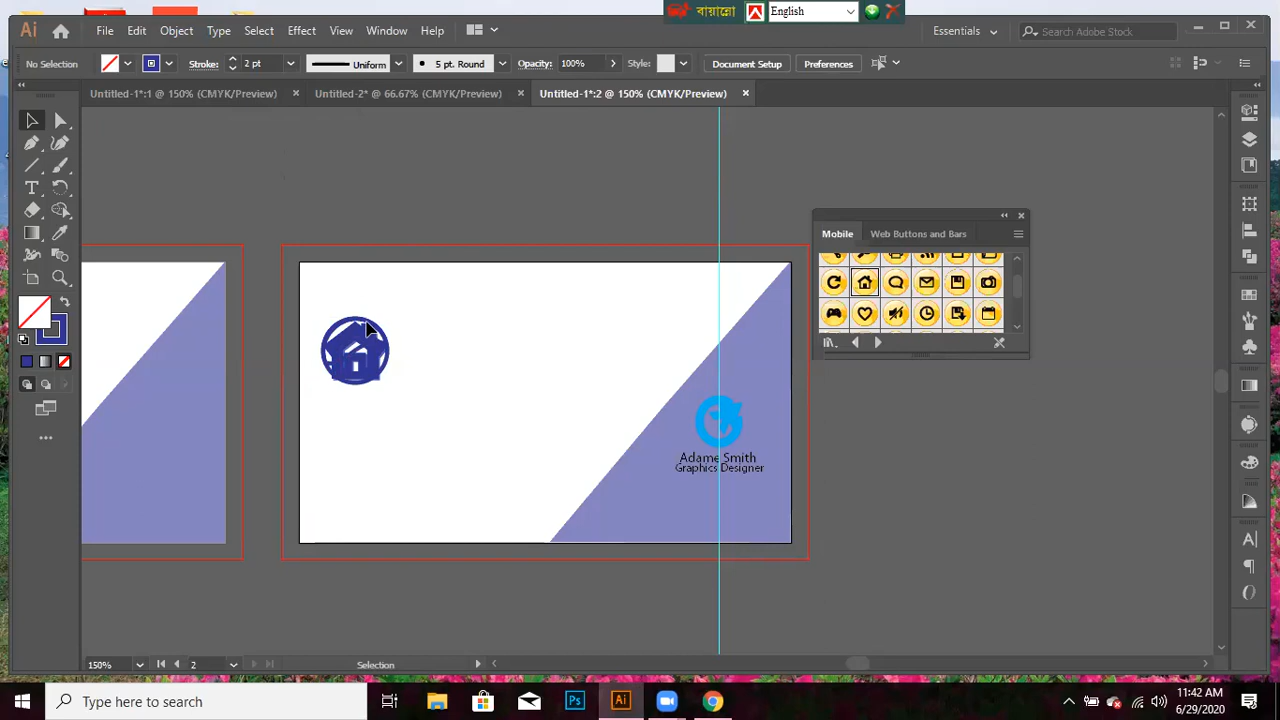 বায়ান্নো
English
Ai
File Edit Object Type Select Effect View Window Help
Essentials
Search Adobe Stock
No Selection
Stroke:
2 pt
Uniform
5 pt. Round
Opacity:
100%
Style:
Document Setup
Preferences
Untitled-1*:1 @ 150% (CMYK/Preview)
Untitled-2* @ 66.67% (CMYK/Preview)
Untitled-1*:2 @ 150% (CMYK/Preview)
Mobile
Web Buttons and Bars
Adame Smith
Graphics Designer
150%
2
Selection
Type here to search
Ps
Ai
6:42 AM
6/29/2020